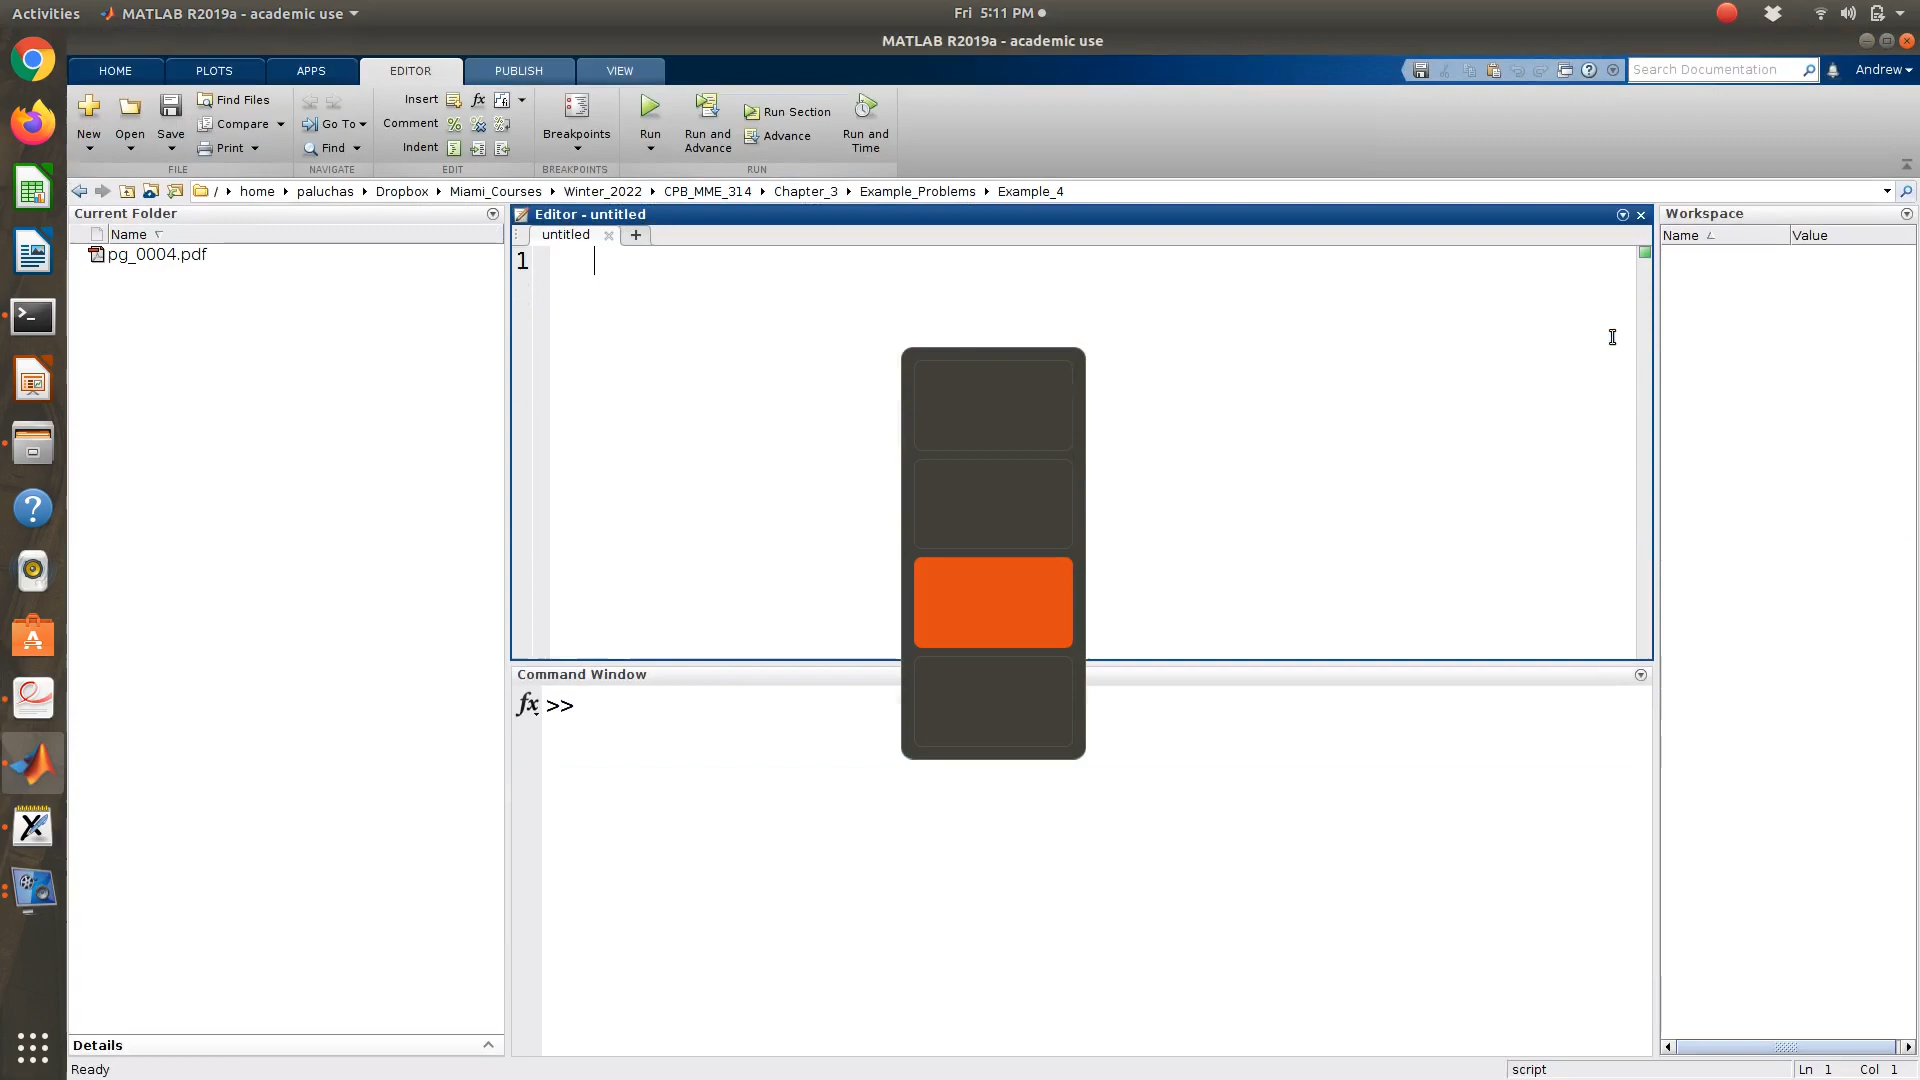 Activities MATLAB R2019a - academic use Fri 5:11 PM
MATLAB R2019a - academic use
HOME PLOTS APPS EDITOR PUBLISH VIEW Search Documentation Andrew
New Open Save Find Files Compare Print
FILE
Go To Find
NAVIGATE
Insert fx
Comment
Indent
EDIT
Breakpoints
BREAKPOINTS
Run Run and Advance Run Section Advance Run and Time
RUN
/ home paluchas Dropbox Miami_Courses Winter_2022 CPB_MME_314 Chapter_3 Example_Problems Example_4
Current Folder
Name
pg_0004.pdf
Details
Editor - untitled
untitled
1
Command Window
fx >>
Workspace
Name Value
Ready script Ln 1 Col 1